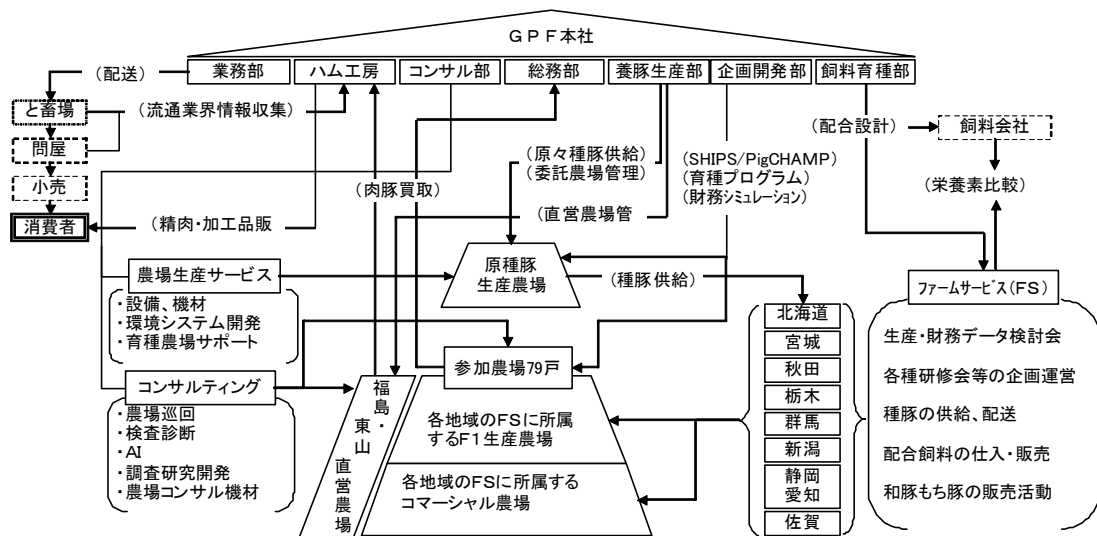 GPF本社
業務部
ハム工房
コンサル部
総務部
養豚生産部
企画開発部
飼料育種部
(配送)
と畜場
(流通業界情報収集)
(配合設計)
飼料会社
問屋
(原々種豚供給)
(委託農場管理)
(SHIPS/PigCHAMP)
(育種プログラム)
(財務シミュレーション)
小売
(肉豚買取)
(栄養素比較)
消費者
(精肉・加工品販
(直営農場管
農場生産サービス
・設備、機材
・環境システム開発
・育種農場サポート
原種豚
生産農場
(種豚供給)
ファームサービス(FS)
北海道
宮城
秋田
栃木
群馬
新潟
静岡
愛知
佐賀
生産・財務データ検討会
各種研修会等の企画運営
種豚の供給、配送
配合飼料の仕入・販売
和豚もち豚の販売活動
参加農場79戸
コンサルティング
・農場巡回
・検査診断
・AI
・調査研究開発
・農場コンサル機材
福島・
東山
直営農場
各地域のFSに所属
するF1生産農場
各地域のFSに所属する
コマーシャル農場